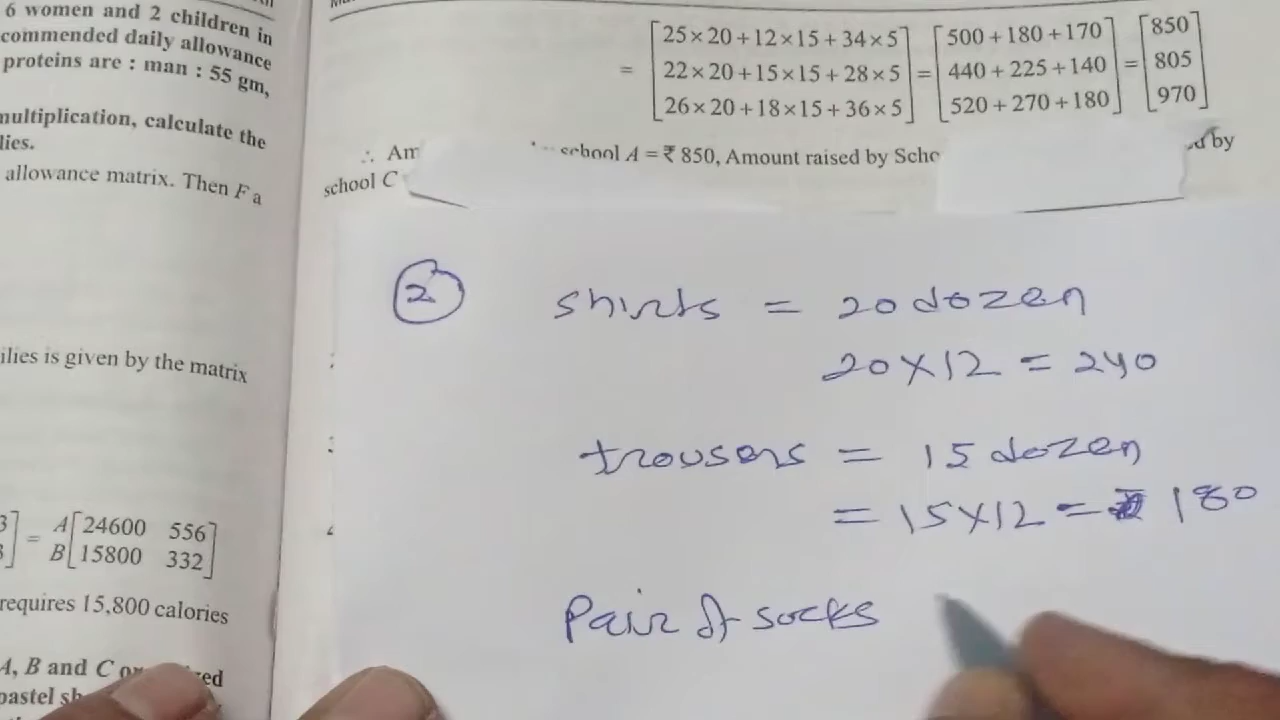 6 women and 2 children in
commended daily allowance
proteins are : man : 55 gm,
multiplication, calculate the
lies.
allowance matrix. Then F a
ilies is given by the matrix
3] = A[24600 556]
3] B[15800 332]
requires 15,800 calories
A, B and C
pastel
= [25×20+12×15+34×5] [500+180+170] [850]
[22×20+15×15+28×5] = [440+225+140] = [805]
[26×20+18×15+36×5] [520+270+180] [970]
∴ Am school A = ₹ 850, Amount raised by Scho by
school C
② shirts = 20 dozen
20×12 = 240
trousers = 15 dozen
= 15×12 = 180
Pair of socks